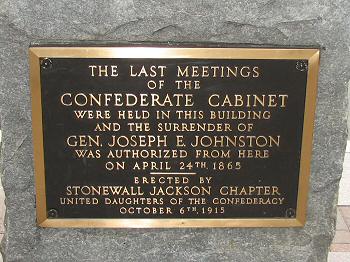 THE LAST MEETINGS
OF THE
CONFEDERATE CABINET
WERE HELD IN THIS BUILDING
AND THE SURRENDER OF
GEN. JOSEPH E. JOHNSTON
WAS AUTHORIZED FROM HERE
ON APRIL 24TH, 1865
ERECTED BY
STONEWALL JACKSON CHAPTER
UNITED DAUGHTERS OF THE CONFEDERACY
OCTOBER 6TH, 1915